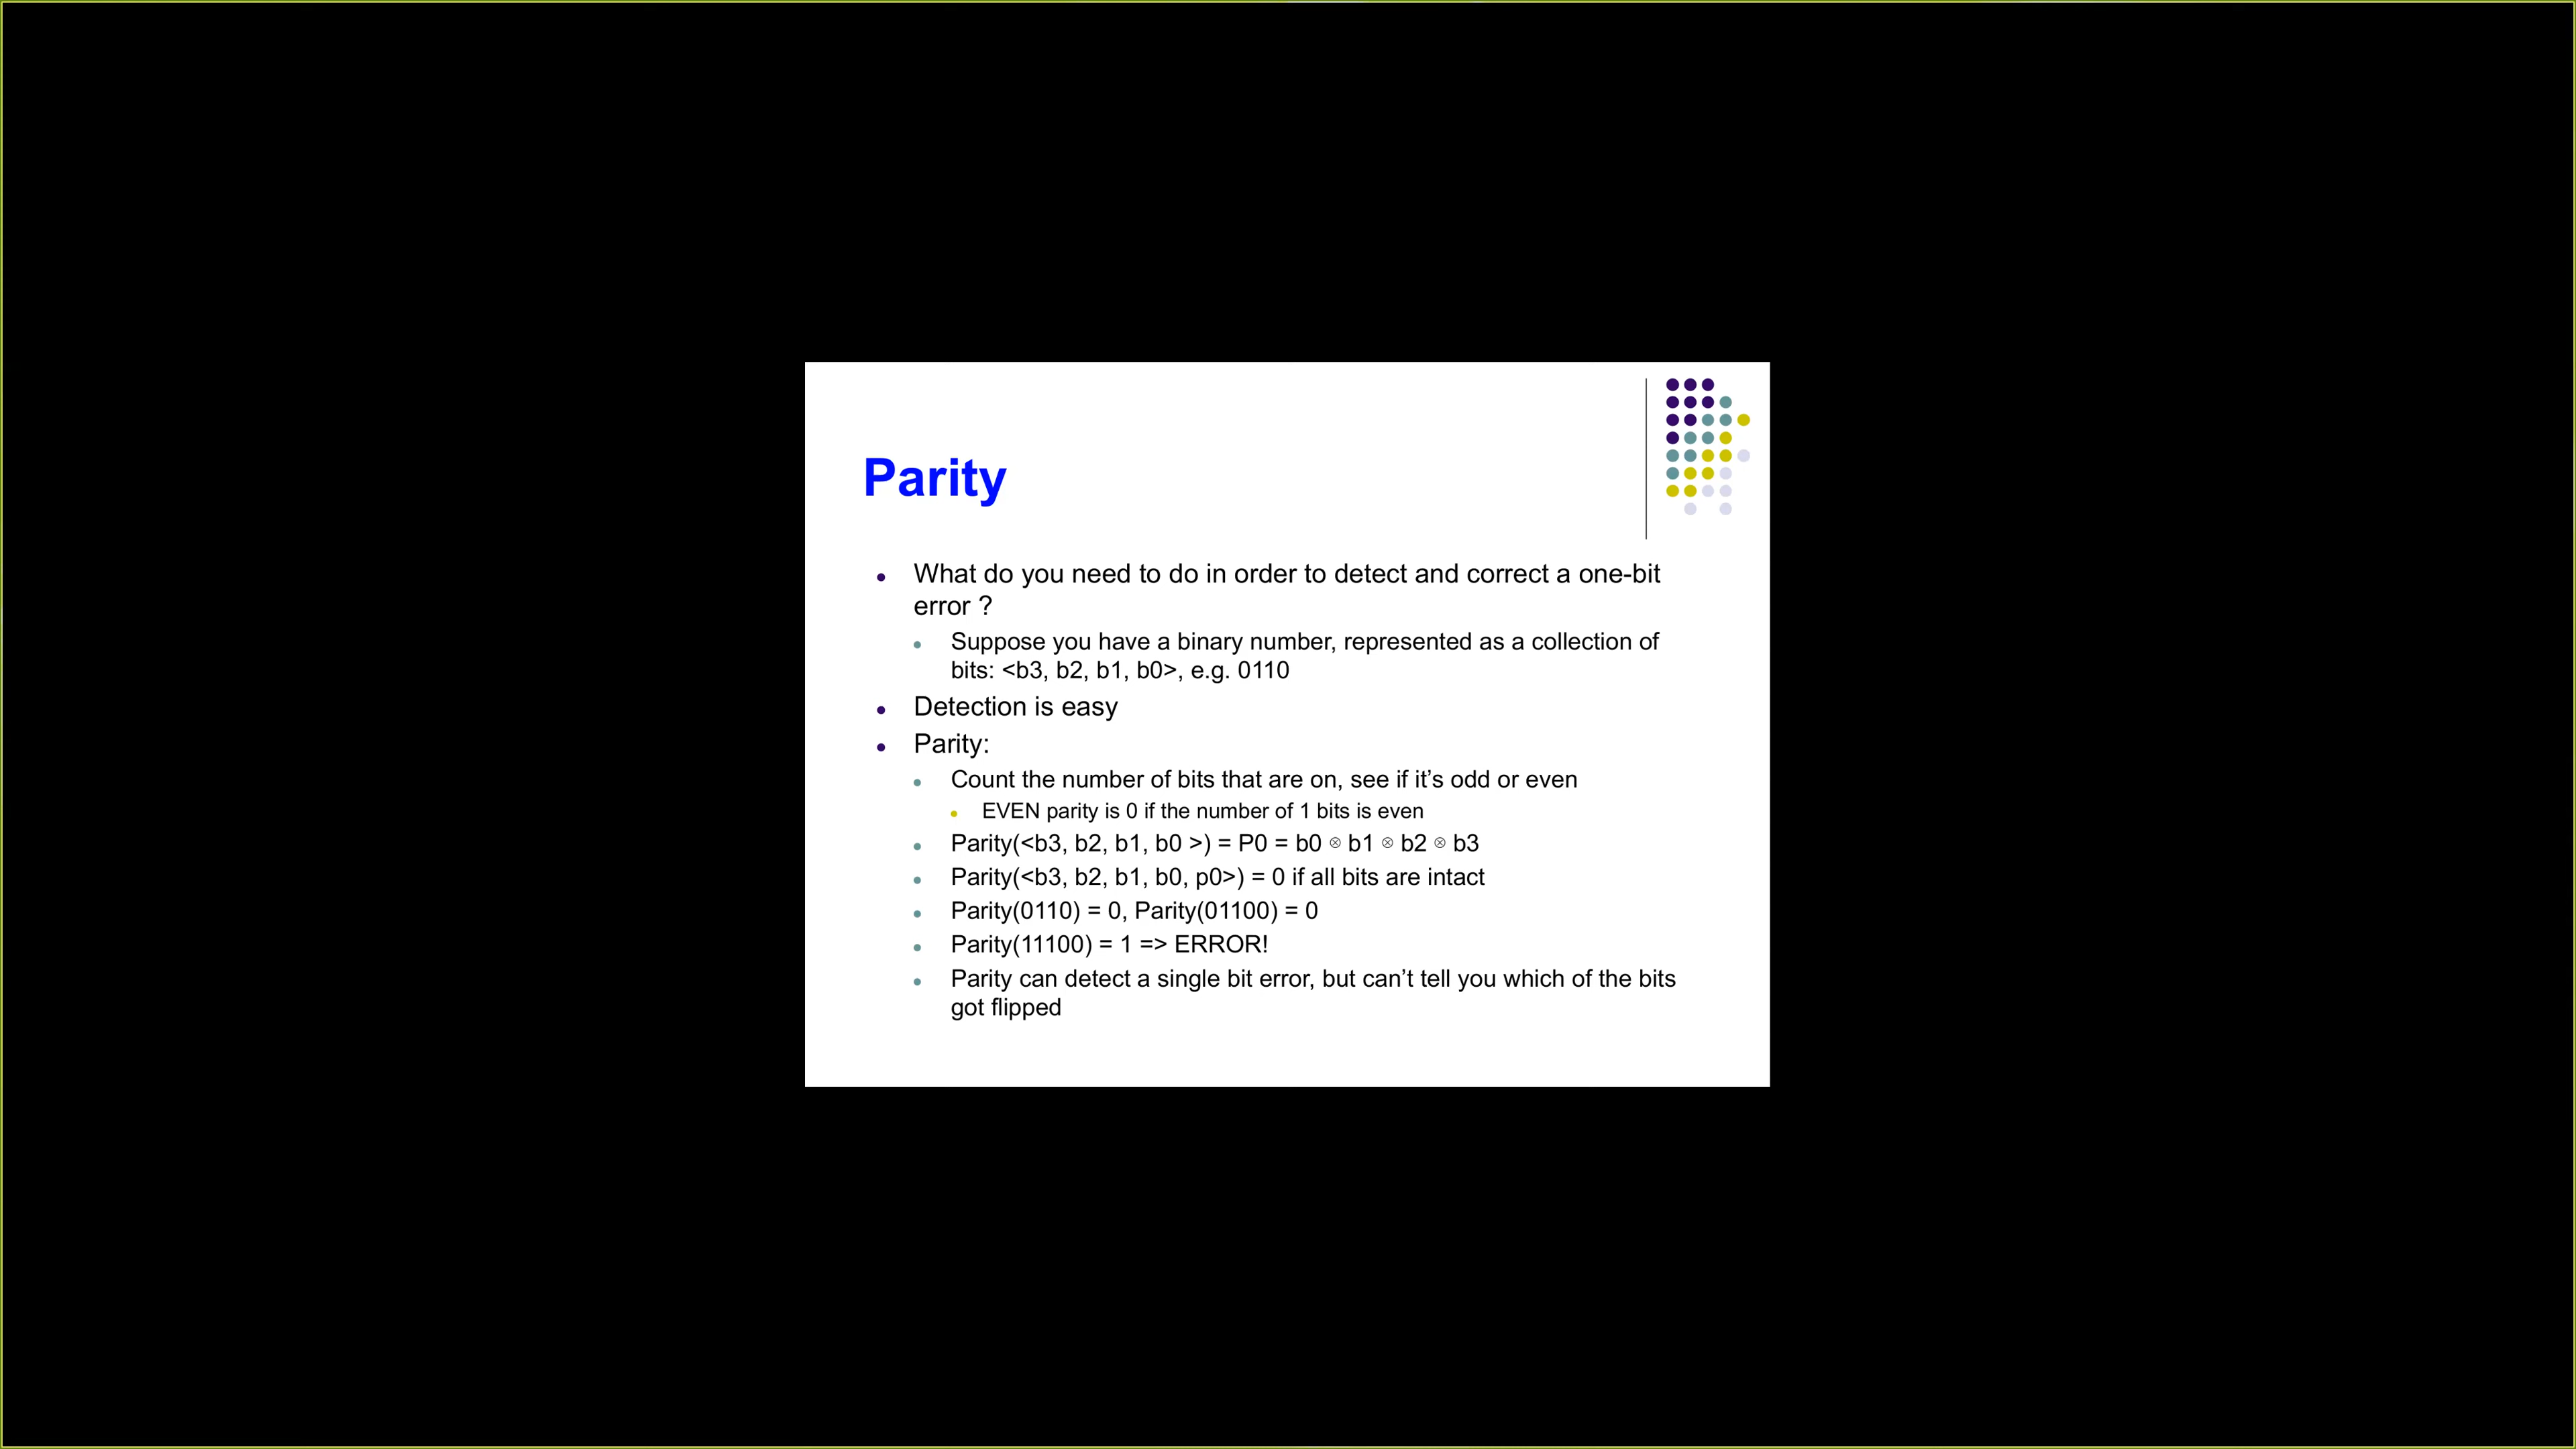 Parity
What do you need to do in order to detect and correct a one-bit
error ?
Suppose you have a binary number, represented as a collection of
bits: <b3, b2, b1, b0>, e.g. 0110
Detection is easy
Parity:
Count the number of bits that are on, see if it’s odd or even
EVEN parity is 0 if the number of 1 bits is even
Parity(<b3, b2, b1, b0 >) = P0 = b0 ⊗ b1 ⊗ b2 ⊗ b3
Parity(<b3, b2, b1, b0, p0>) = 0 if all bits are intact
Parity(0110) = 0, Parity(01100) = 0
Parity(11100) = 1 => ERROR!
Parity can detect a single bit error, but can’t tell you which of the bits
got flipped